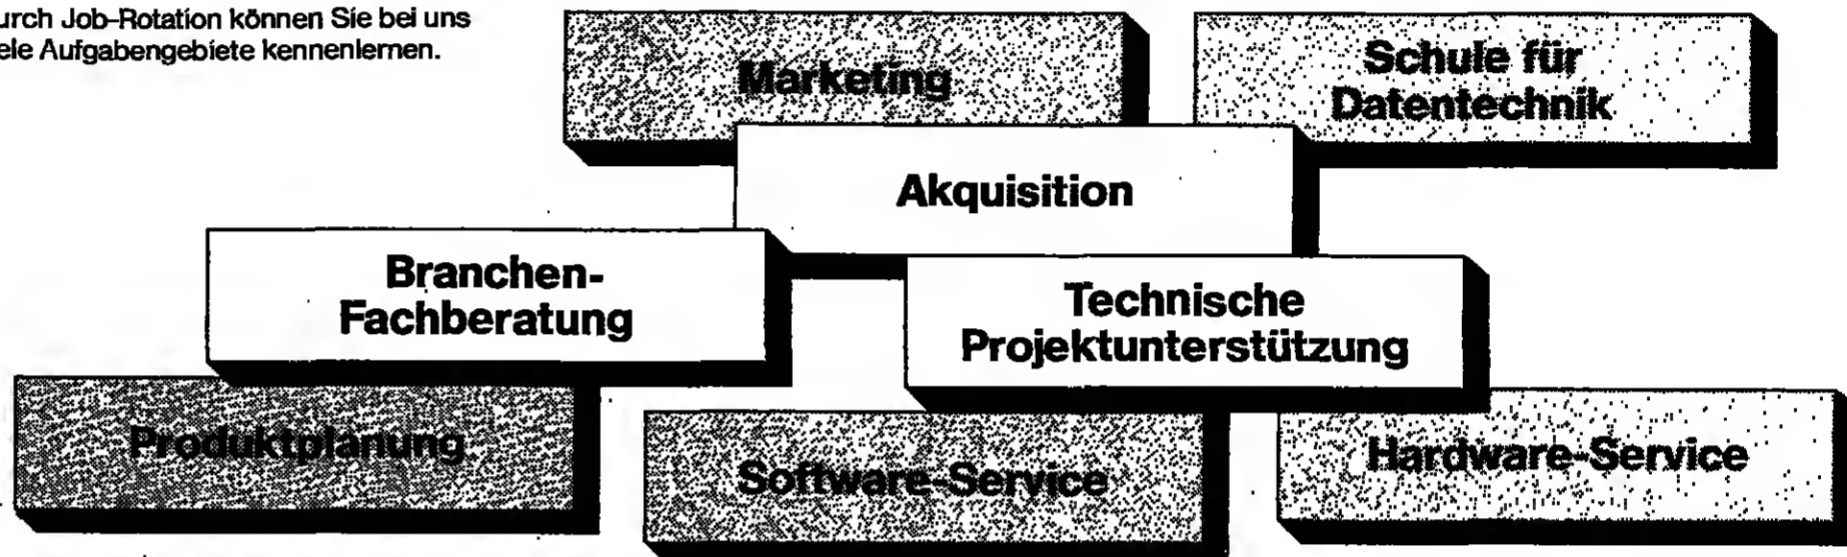 urch Job-Rotation können Sie bei uns
ele Aufgabengebiete kennenlernen.
Marketing
Schule für
Datentechnik
Akquisition
Branchen-
Fachberatung
Technische
Projektunterstützung
Produktplanung
Software-Service
Hardware-Service